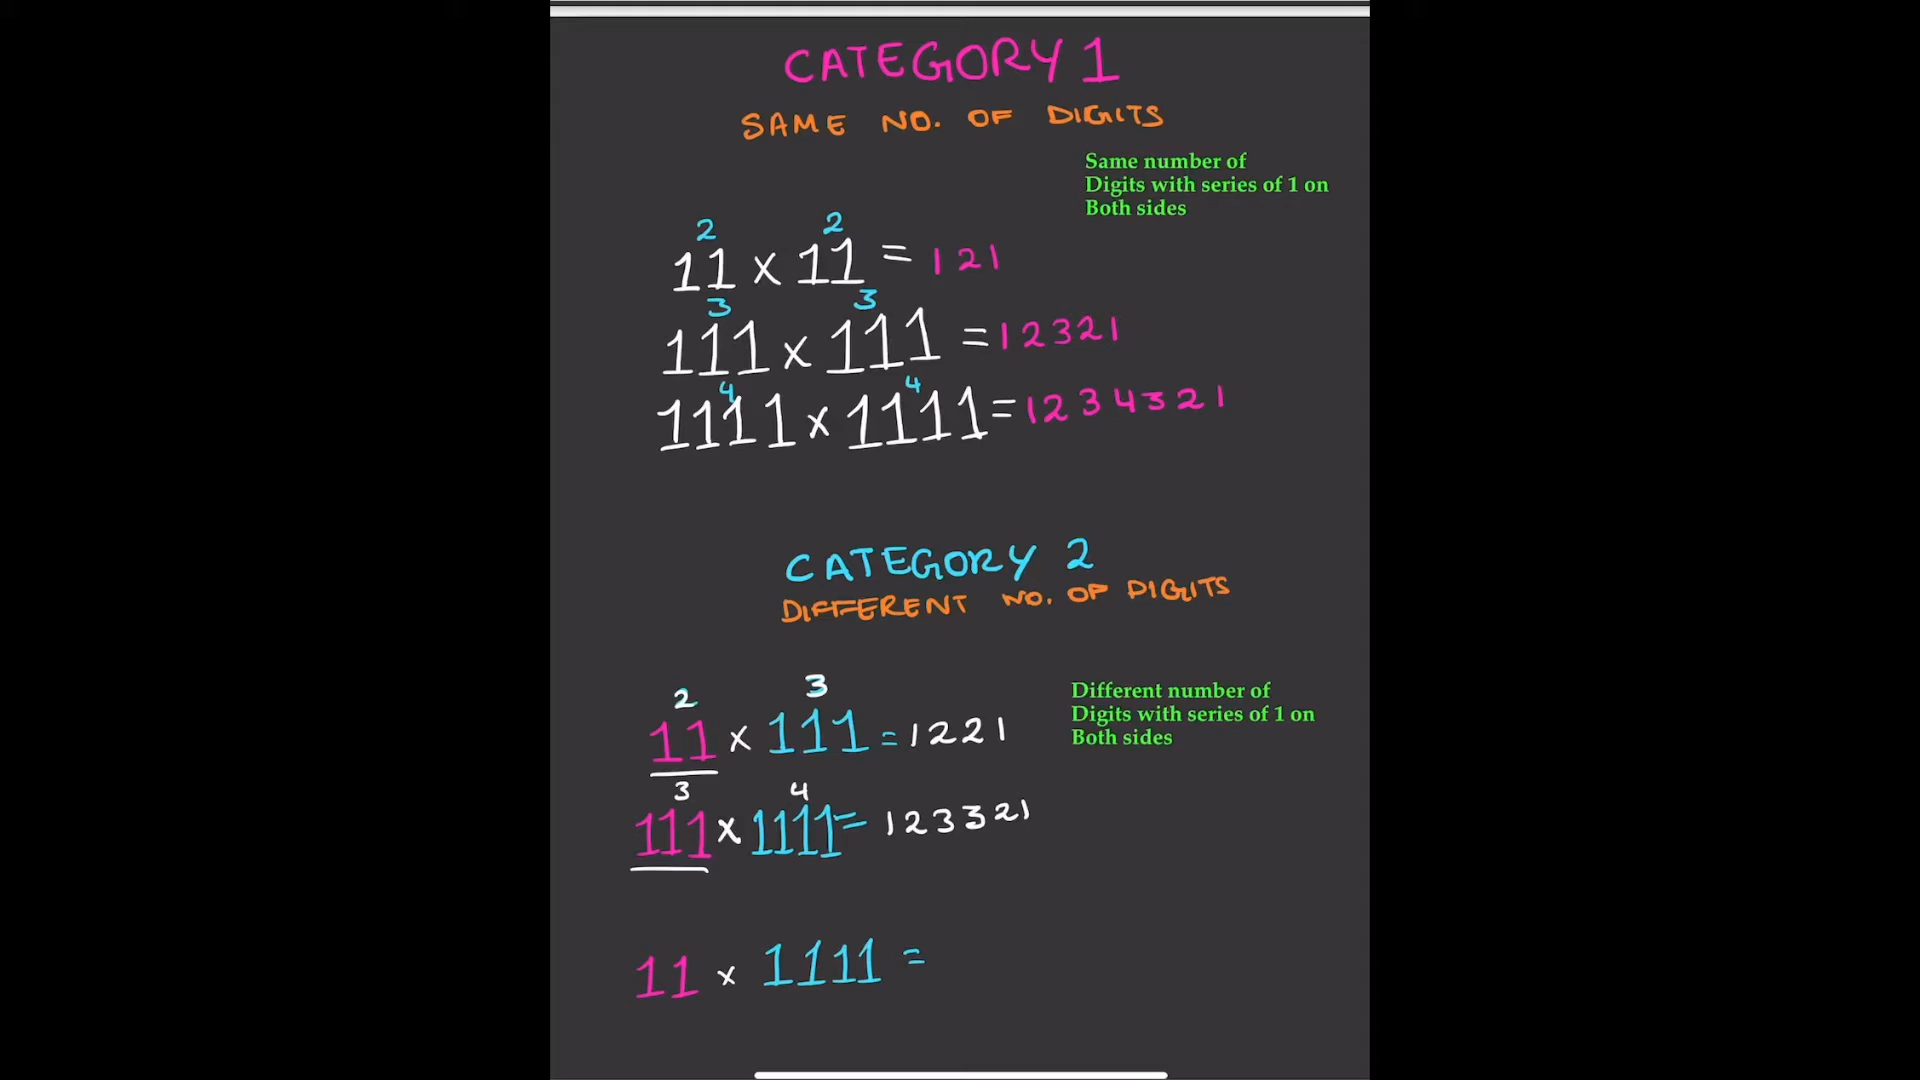 CATEGORY 1
SAME NO. OF DIGITS
Same number of
Digits with series of 1 on
Both sides
2 2
11 x 11 = 121
3 3
111 x 111 = 12321
4 4
1111 x 1111 = 1234321
CATEGORY 2
DIFFERENT NO. OF DIGITS
Different number of
Digits with series of 1 on
Both sides
2 3
11 x 111 = 1221
3 4
111 x 1111 = 123321
11 x 1111 =